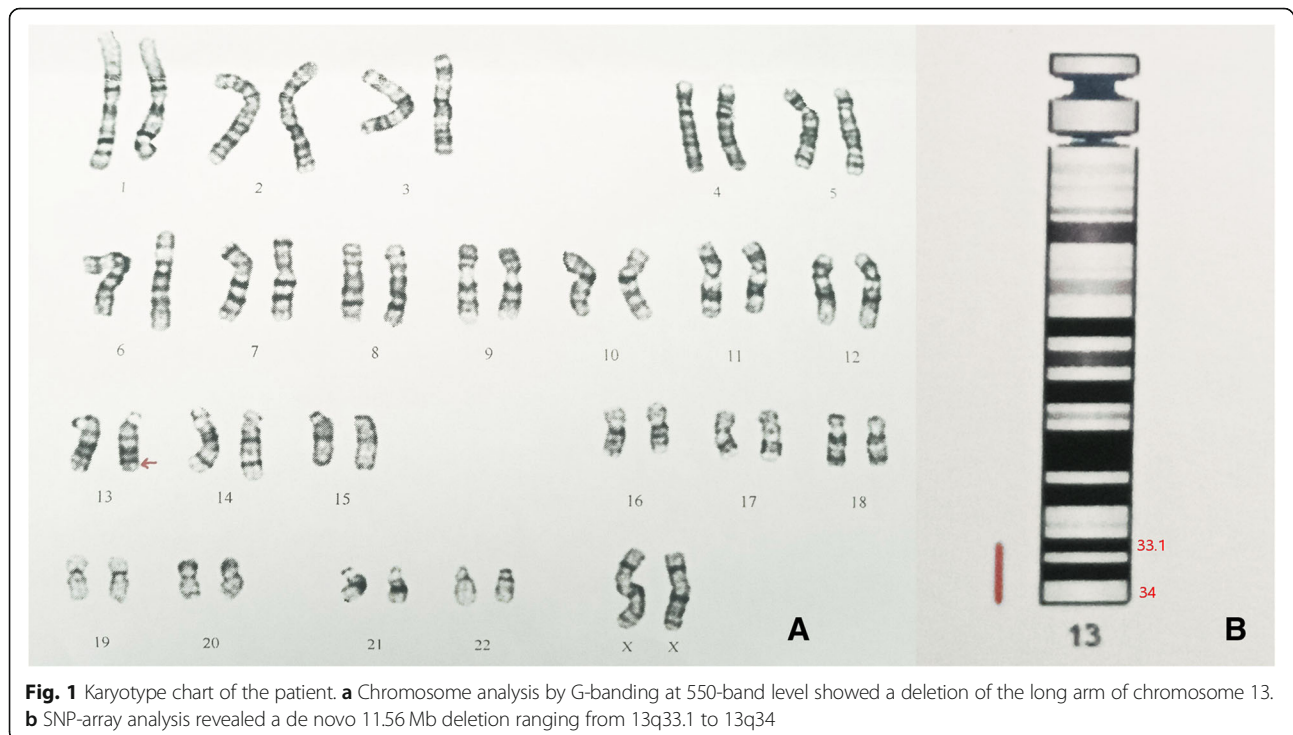 1 2 3 4 5
6 7 8 9 10 11 12
13 14 15 16 17 18
19 20 21 22 X X
A
33.1
34
13
B
Fig. 1 Karyotype chart of the patient. a Chromosome analysis by G-banding at 550-band level showed a deletion of the long arm of chromosome 13.
b SNP-array analysis revealed a de novo 11.56 Mb deletion ranging from 13q33.1 to 13q34